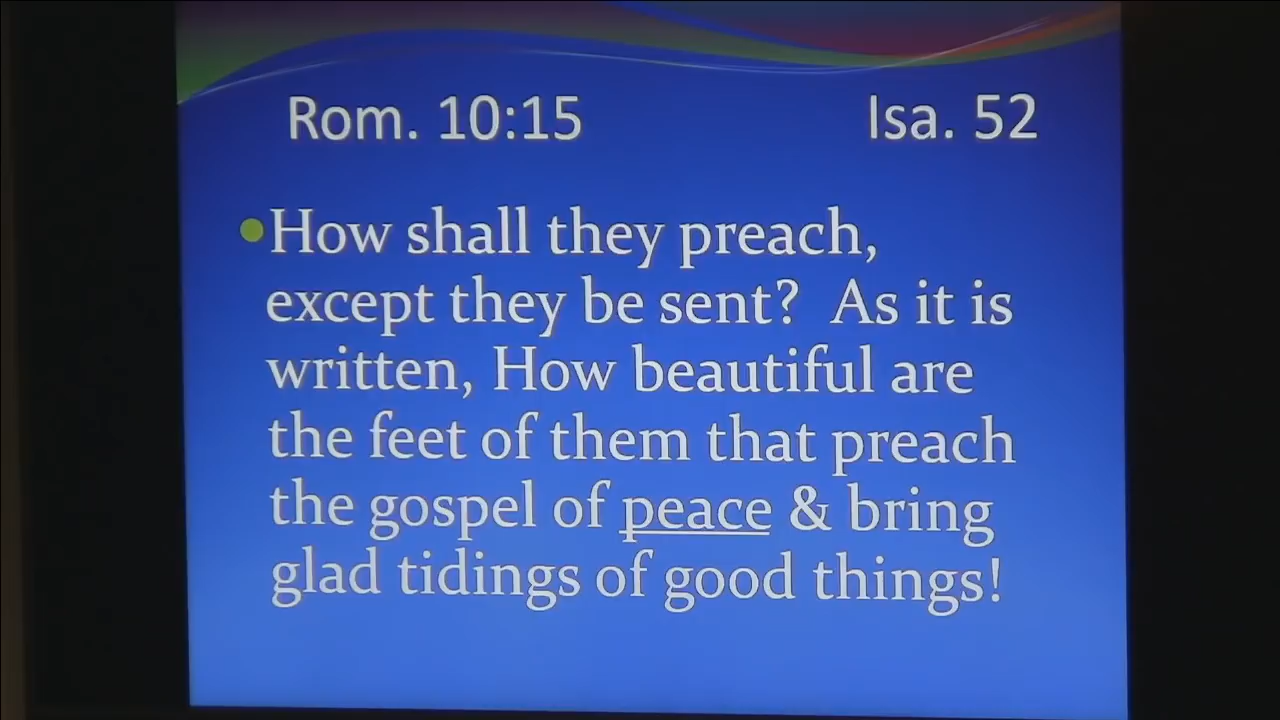 Rom. 10:15 Isa. 52
How shall they preach,
except they be sent? As it is
written, How beautiful are
the feet of them that preach
the gospel of peace & bring
glad tidings of good things!